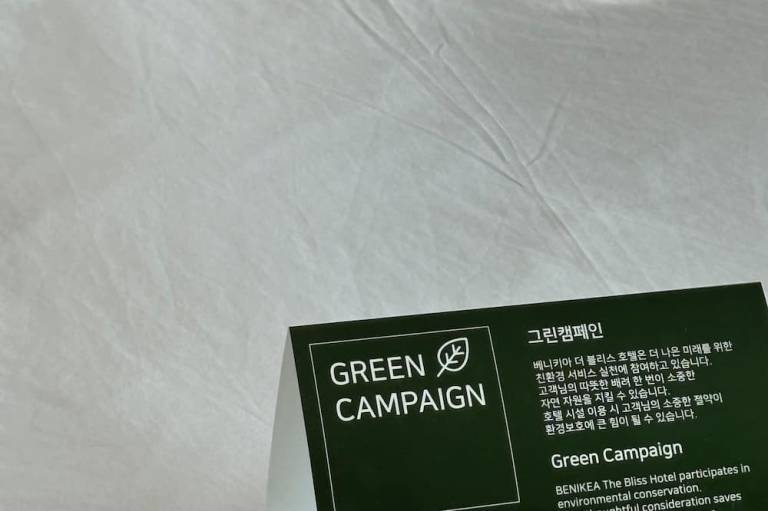 GREEN
CAMPAIGN
그린캠페인
베니키아 더 블리스 호텔은 더 나은 미래를 위한
친환경 서비스 실천에 참여하고 있습니다.
고객님의 따뜻한 배려 한 번이 소중한
자연 자원을 지킬 수 있습니다.
호텔 시설 이용 시 고객님의 소중한 절약이
환경보호에 큰 힘이 될 수 있습니다.
Green Campaign
BENIKEA The Bliss Hotel participates in
environmental conservation.
consideration saves